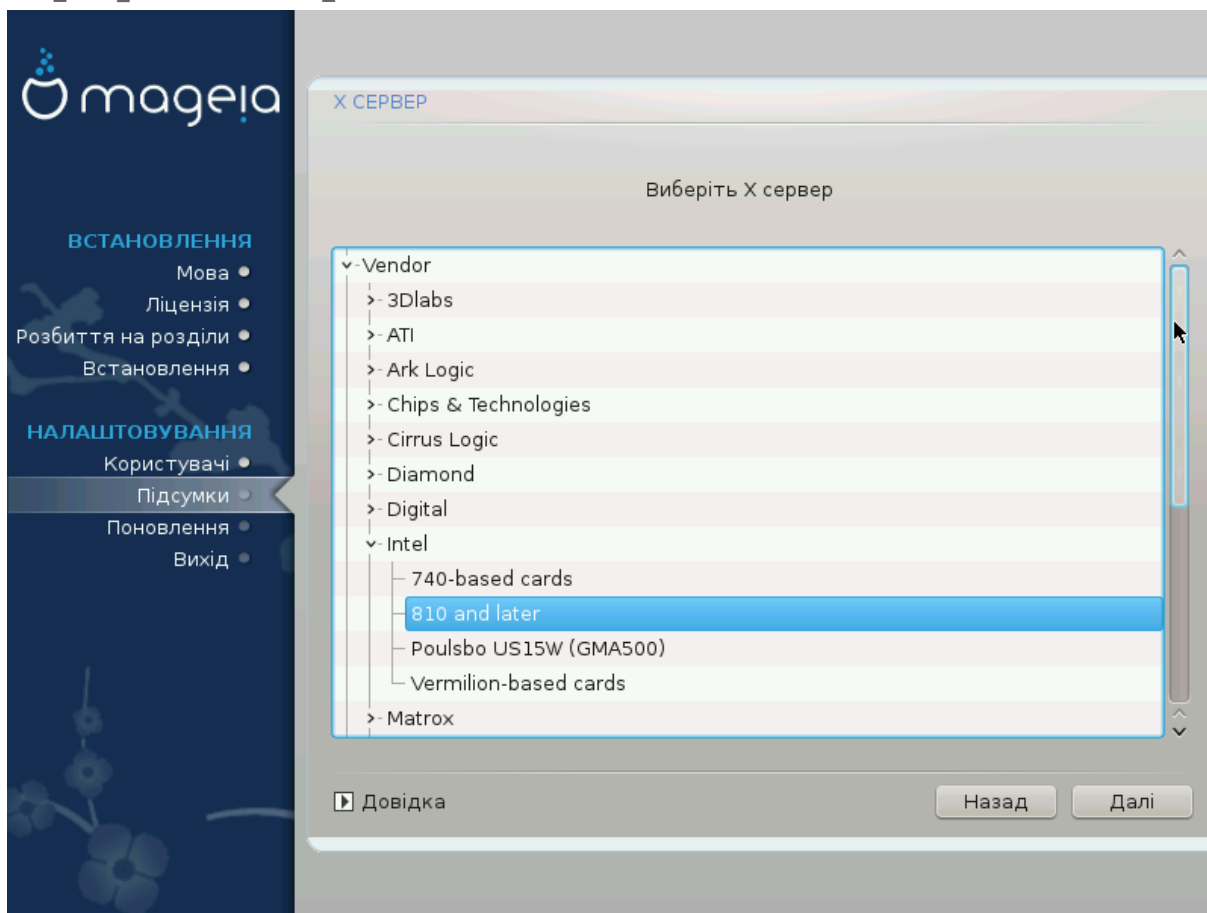 mageia
X СЕРВЕР
Виберіть X сервер
ВСТАНОВЛЕННЯ
Мова
Ліцензія
Розбиття на розділи
Встановлення
НАЛАШТОВУВАННЯ
Користувачі
Підсумки
Поновлення
Вихід
Vendor
3Dlabs
ATI
Ark Logic
Chips & Technologies
Cirrus Logic
Diamond
Digital
Intel
740-based cards
810 and later
Poulsbo US15W (GMA500)
Vermilion-based cards
Matrox
Довідка
Назад
Далі